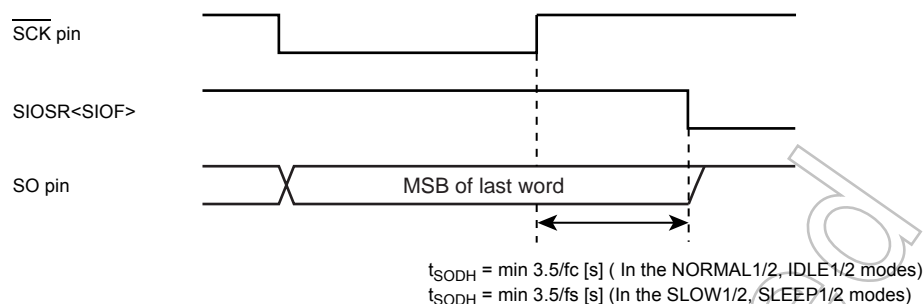 SCK pin
SIOSR<SIOF>
SO pin
MSB of last word
tSODH = min 3.5/fc [s] ( In the NORMAL1/2, IDLE1/2 modes)
tSODH = min 3.5/fs [s] (In the SLOW1/2, SLEEP1/2 modes)